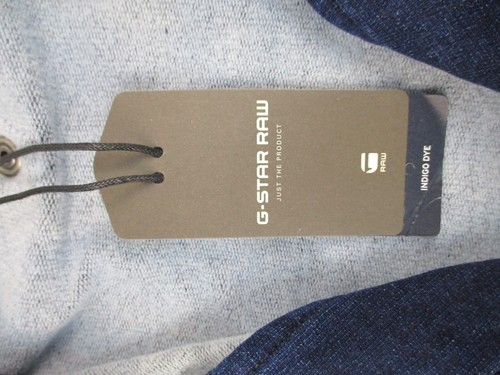 G-STAR RAW
JUST THE PRODUCT
RAW
INDIGO DYE